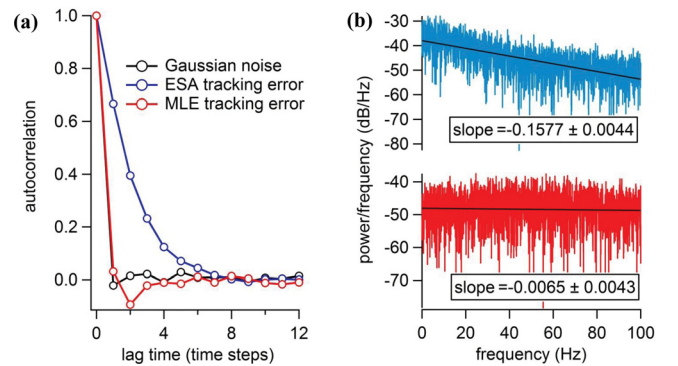 (a)
1.0
0.8
0.6
0.4
0.2
0.0
autocorrelation
Gaussian noise
ESA tracking error
MLE tracking error
0
4
8
12
lag time (time steps)
(b)
-30
-40
-50
-60
-70
-80
slope =-0.1577 ± 0.0044
power/frequency (dB/Hz)
-40
-50
-60
-70
slope =-0.0065 ± 0.0043
0
20
40
60
80
100
frequency (Hz)